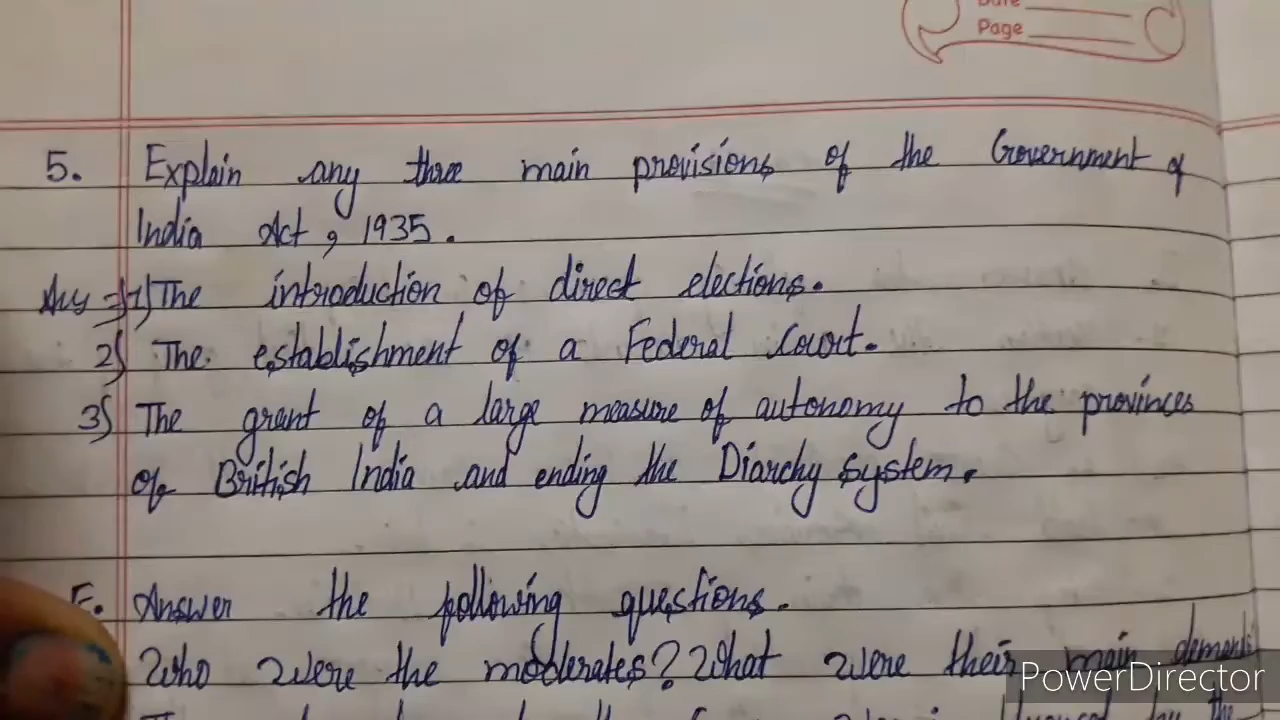 Date
Page
5. Explain any three main provisions of the Government of
India Act, 1935.
Ans ⇒ 1) The introduction of direct elections.
2) The establishment of a Federal Court.
3) The grant of a large measure of autonomy to the provinces
of British India and ending the Diarchy system.
Answer the following questions.
Who were the moderates? What were their main
PowerDirector